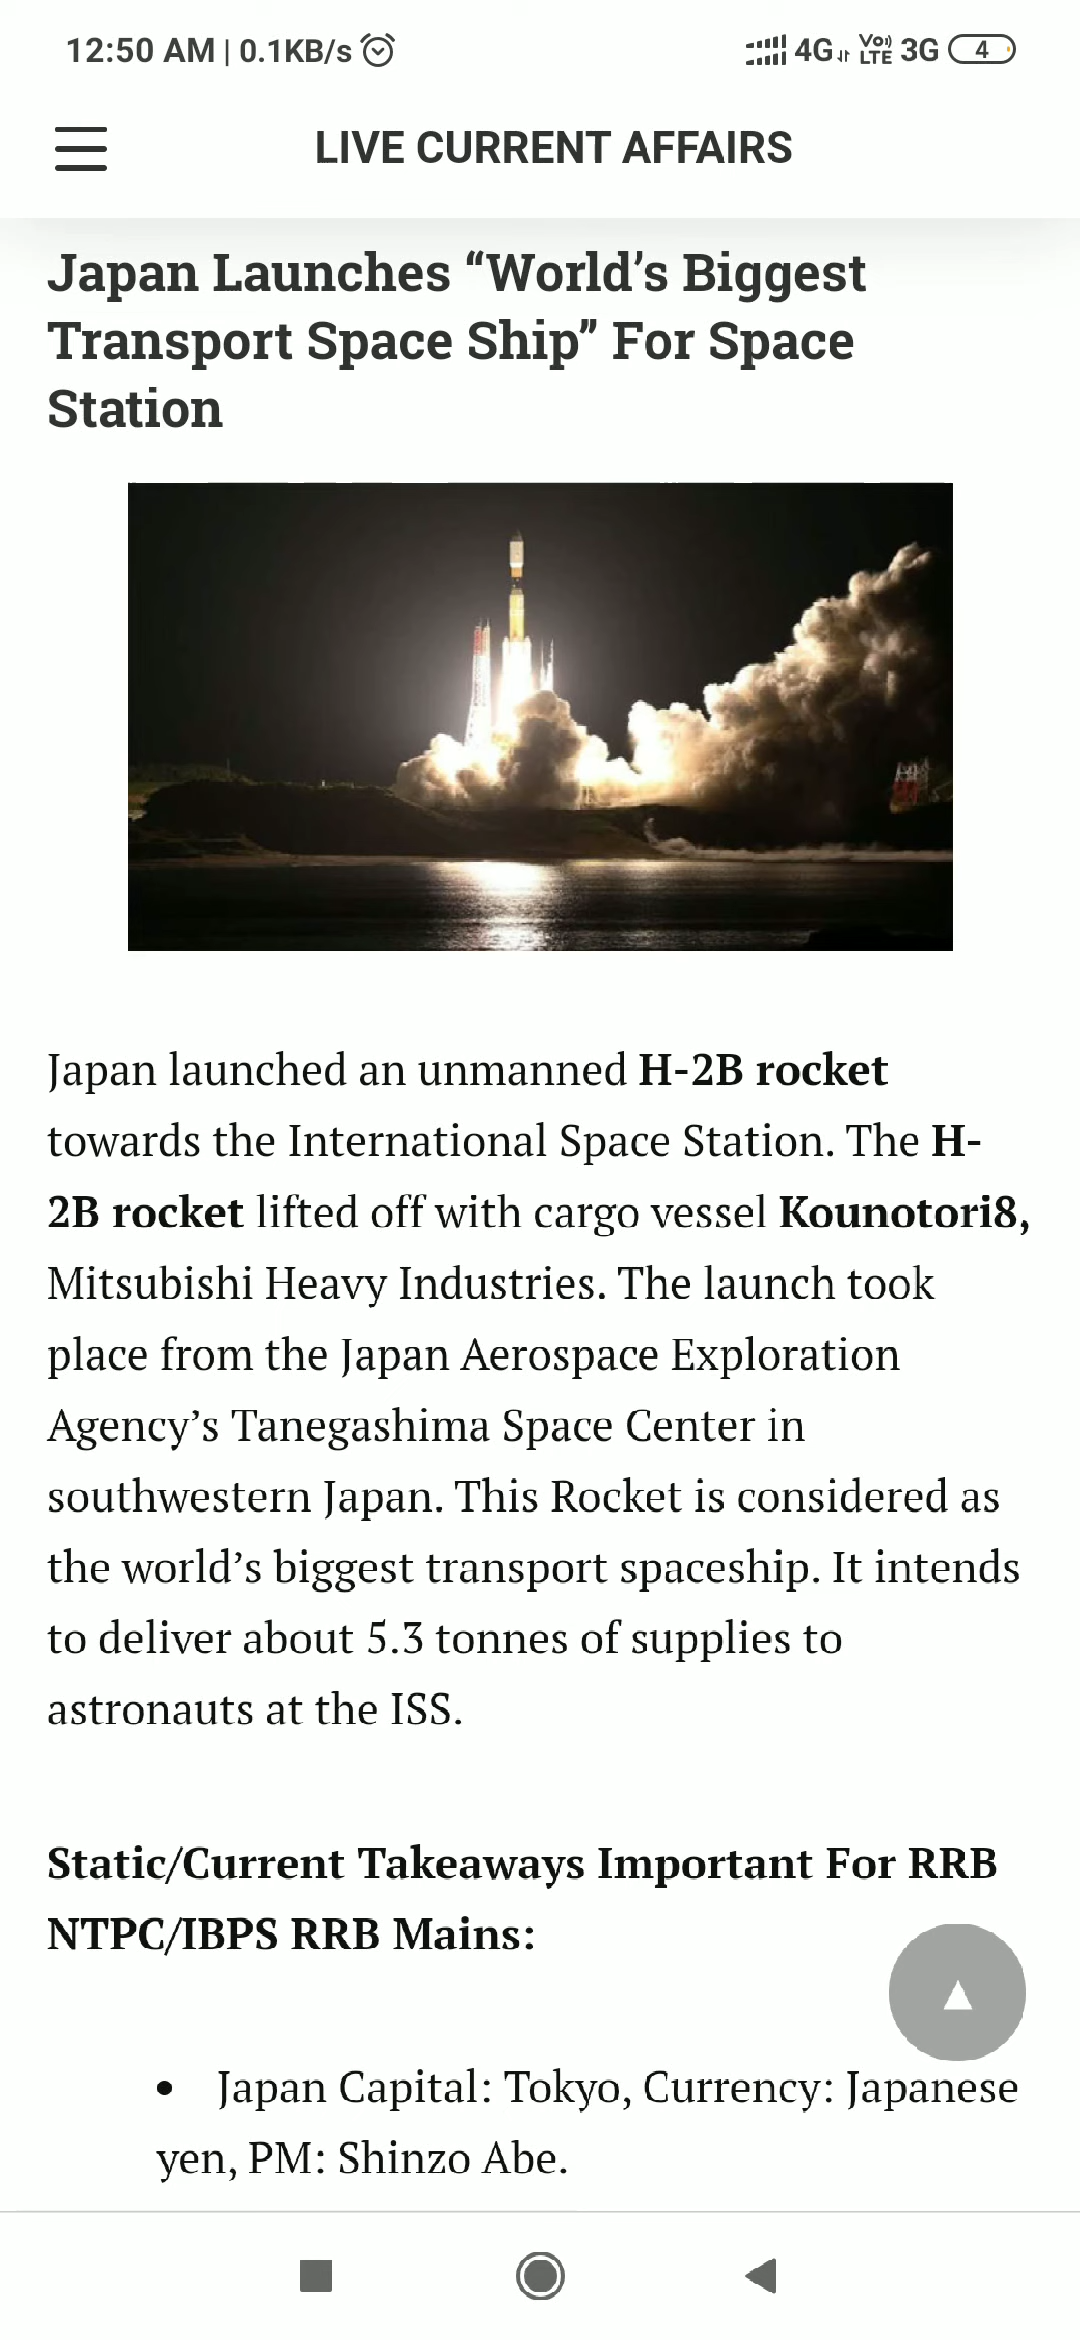 12:50 AM | 0.1KB/s 4G Vo) LTE 3G 4
LIVE CURRENT AFFAIRS
Japan Launches “World’s Biggest
Transport Space Ship” For Space
Station
Japan launched an unmanned H-2B rocket
towards the International Space Station. The H-
2B rocket lifted off with cargo vessel Kounotori8,
Mitsubishi Heavy Industries. The launch took
place from the Japan Aerospace Exploration
Agency’s Tanegashima Space Center in
southwestern Japan. This Rocket is considered as
the world’s biggest transport spaceship. It intends
to deliver about 5.3 tonnes of supplies to
astronauts at the ISS.
Static/Current Takeaways Important For RRB
NTPC/IBPS RRB Mains:
• Japan Capital: Tokyo, Currency: Japanese
yen, PM: Shinzo Abe.